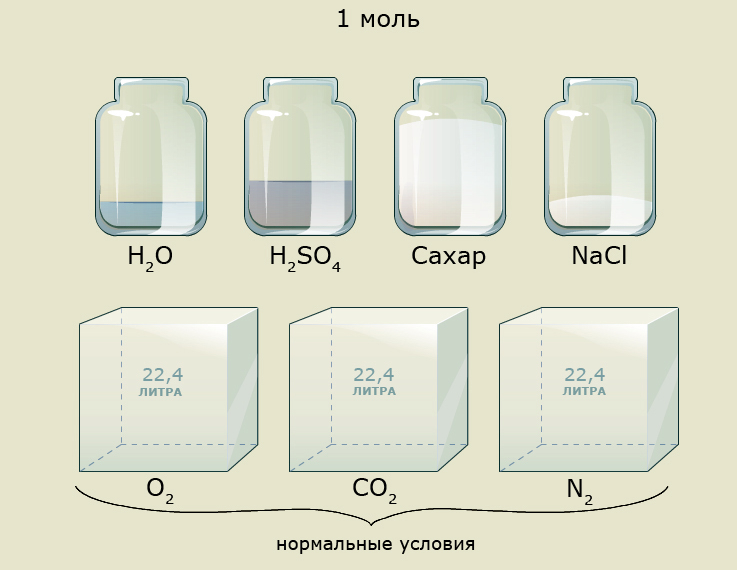 1 моль
H₂O H₂SO₄ Сахар NaCl
22,4 22,4 22,4
ЛИТРА ЛИТРА ЛИТРА
O₂ CO₂ N₂
нормальные условия